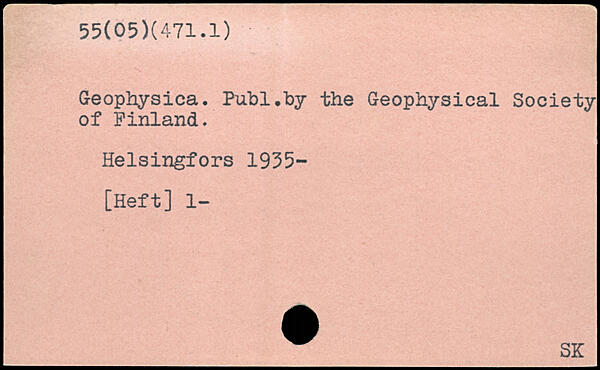 55(05)(471.1)
Geophysica. Publ.by the Geophysical Society
of Finland.
Helsingfors 1935-
[Heft] 1-
SK